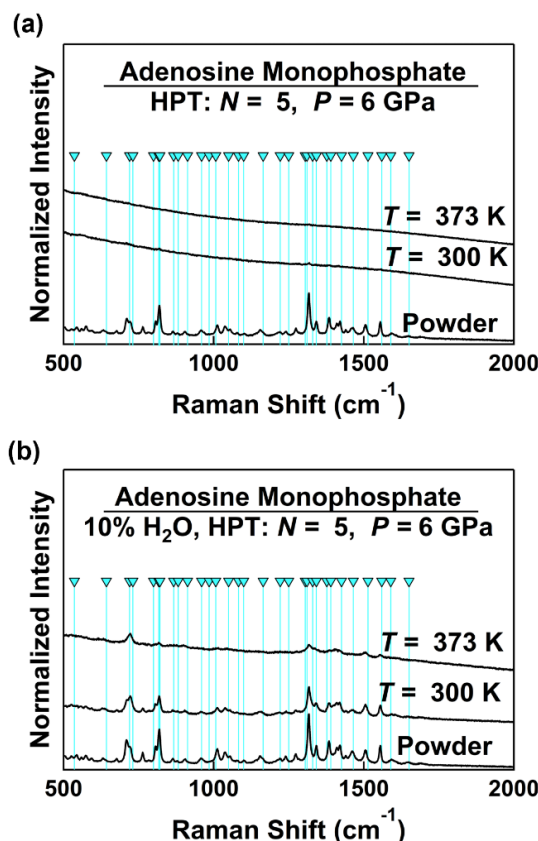 (a)
Adenosine Monophosphate
HPT: N = 5, P = 6 GPa
T = 373 K
T = 300 K
Powder
Normalized Intensity
500 1000 1500 2000
Raman Shift (cm⁻¹)
(b)
Adenosine Monophosphate
10% H₂O, HPT: N = 5, P = 6 GPa
T = 373 K
T = 300 K
Powder
Normalized Intensity
500 1000 1500 2000
Raman Shift (cm⁻¹)